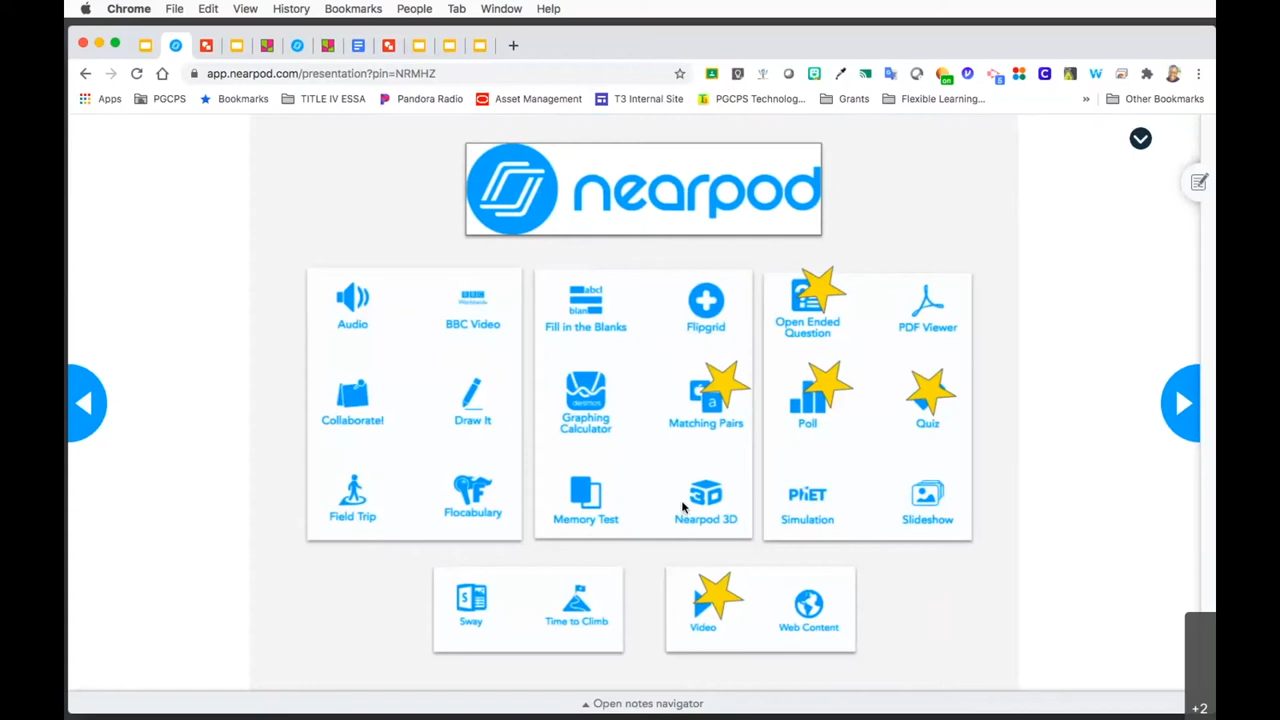 Chrome File Edit View History Bookmarks People Tab Window Help
app.nearpod.com/presentation?pin=NRMHZ
Apps PGCPS Bookmarks TITLE IV ESSA Pandora Radio Asset Management T3 Internal Site PGCPS Technolog... Grants Flexible Learning... » Other Bookmarks
nearpod
Audio
BBC Video
Collaborate!
Draw It
Field Trip
Flocabulary
abcl
blan
Fill in the Blanks
Flipgrid
desmos
Graphing
Calculator
a
Matching Pairs
Memory Test
3D
Nearpod 3D
Open Ended
Question
PDF Viewer
Poll
Quiz
PhET
Simulation
Slideshow
S
Sway
Time to Climb
Video
Web Content
Open notes navigator
+2